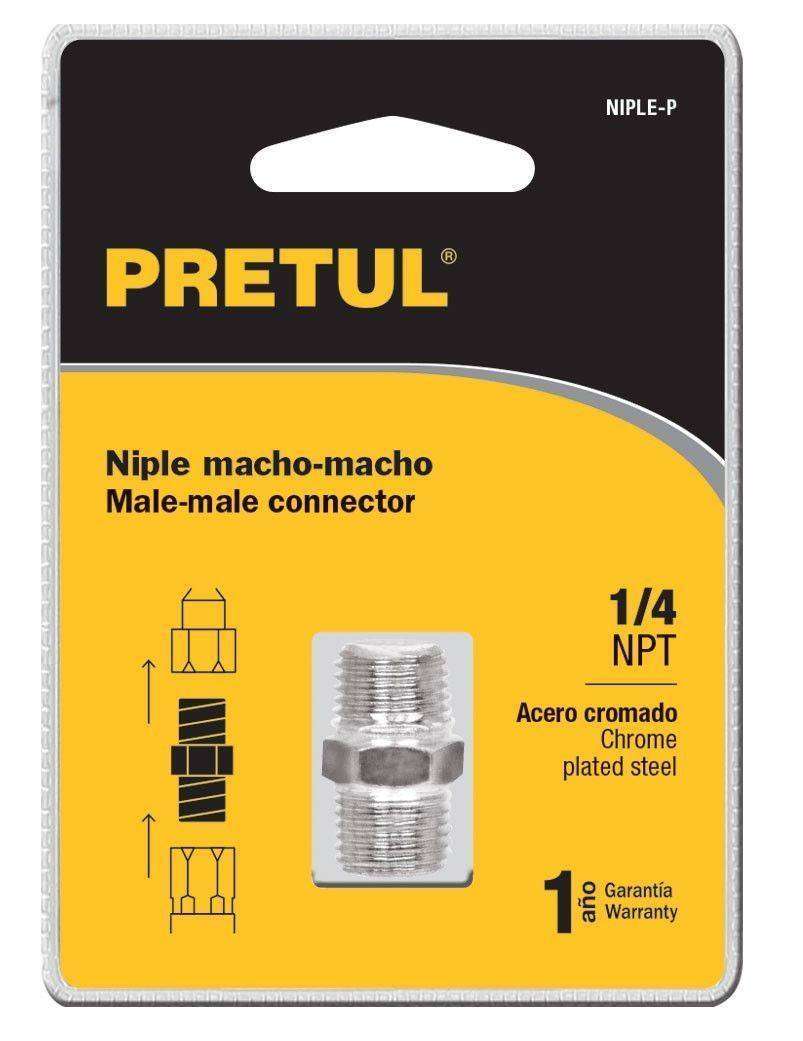 NIPLE-P
PRETUL®
Niple macho-macho
Male-male connector
1/4
NPT
Acero cromado
Chrome
plated steel
1 año
Garantía
Warranty